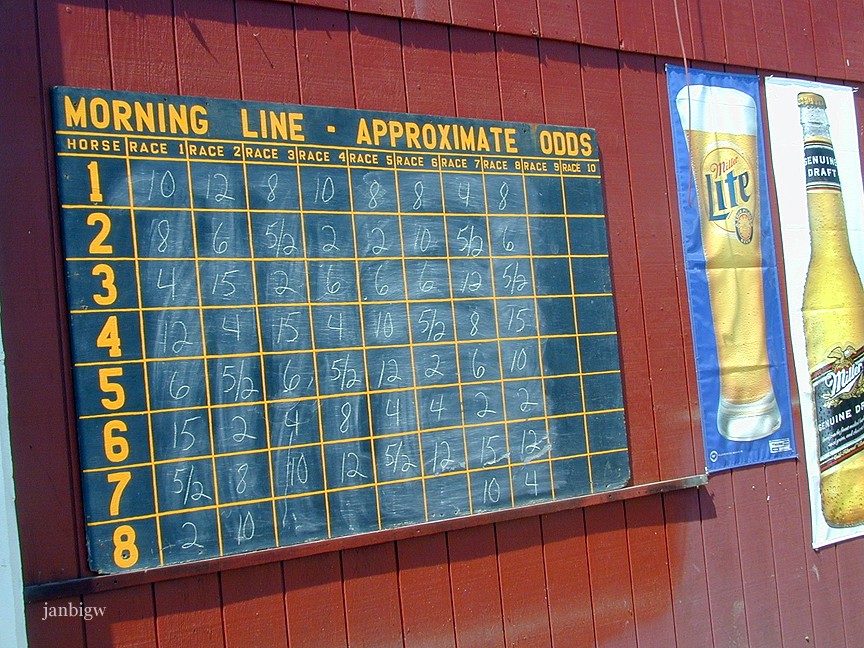 MORNING LINE - APPROXIMATE ODDS
HORSE RACE 1 RACE 2 RACE 3 RACE 4 RACE 5 RACE 6 RACE 7 RACE 8 RACE 9 RACE 10
1 10 12 8 10 8 8 4 8
2 8 6 5/2 2 2 10 5/2 6
3 4 15 2 6 6 6 12 5/2
4 12 4 15 4 10 5/2 8 15
5 6 5/2 6 5/2 12 2 6 10
6 15 2 4 8 4 4 2 2
7 5/2 8 10 12 5/2 12 15 12
8 2 10 10 4
Miller
Lite
GENUINE
DRAFT
Miller
GENUINE DR
janbigw